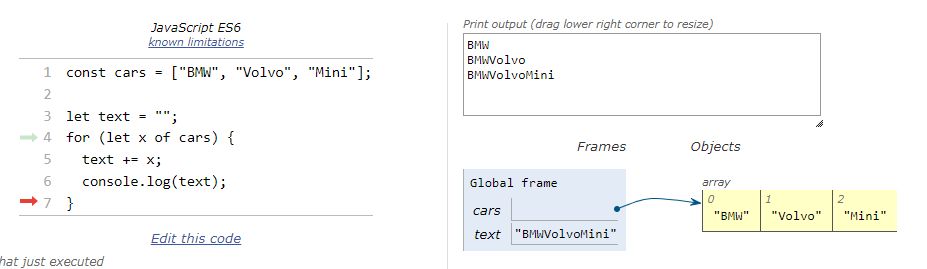 JavaScript ES6
known limitations
1 const cars = ["BMW", "Volvo", "Mini"];
2
3 let text = "";
4 for (let x of cars) {
5   text += x;
6   console.log(text);
7 }
Edit this code
hat just executed
Print output (drag lower right corner to resize)
BMW
BMWVolvo
BMWVolvoMini
Frames Objects
Global frame
cars
text "BMWVolvoMini"
array
0 1 2
"BMW" "Volvo" "Mini"